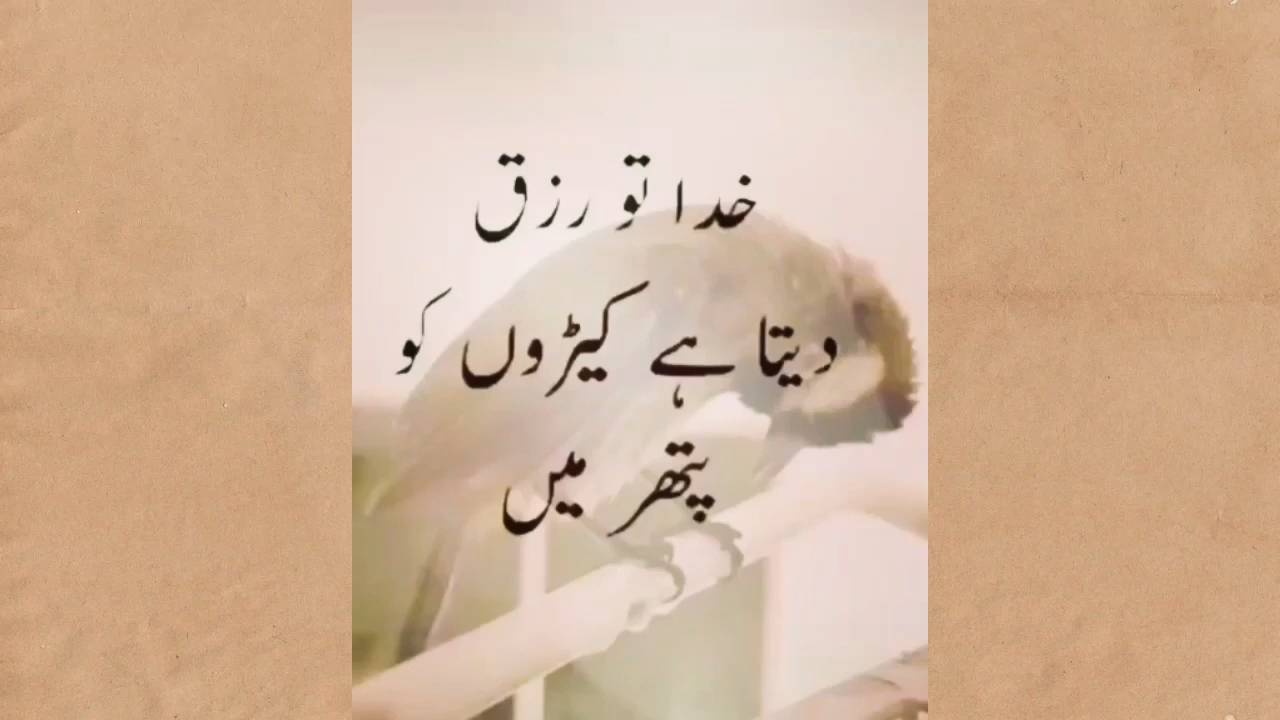 خدا تو رزق
دیتا ہے کیڑوں کو
پتھر میں